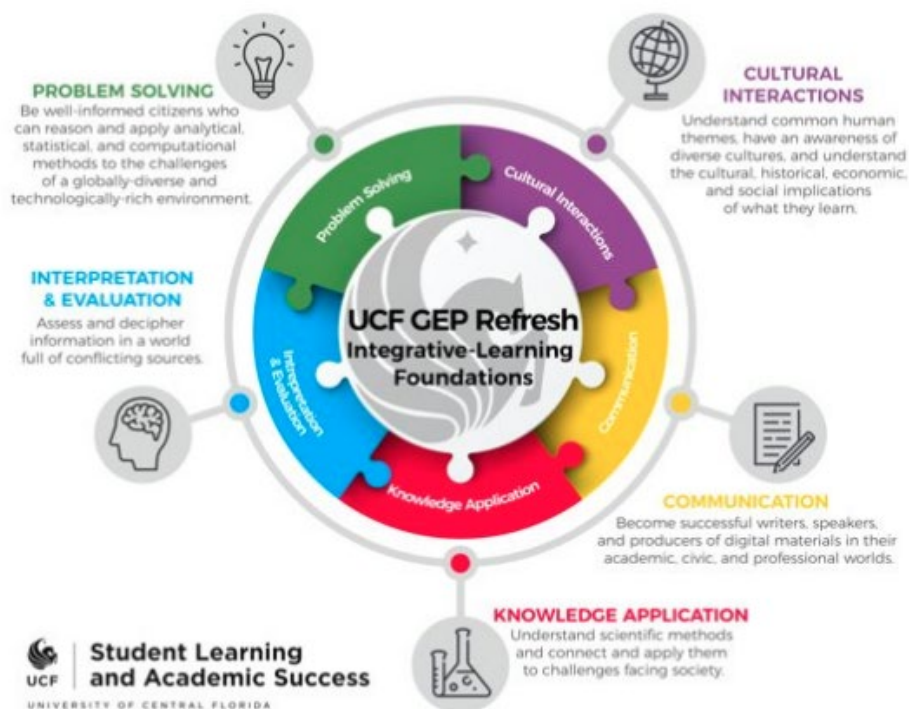 PROBLEM SOLVING
Be well-informed citizens who
can reason and apply analytical,
statistical, and computational
methods to the challenges
of a globally-diverse and
technologically-rich environment.
CULTURAL
INTERACTIONS
Understand common human
themes, have an awareness of
diverse cultures, and understand
the cultural, historical, economic,
and social implications
of what they learn.
Problem Solving
Cultural Interactions
INTERPRETATION
& EVALUATION
Assess and decipher
information in a world
full of conflicting sources.
UCF GEP Refresh
Integrative-Learning
Foundations
Intrepretation
& Evaluation
Communication
Knowledge Application
COMMUNICATION
Become successful writers, speakers,
and producers of digital materials in their
academic, civic, and professional worlds.
KNOWLEDGE APPLICATION
Understand scientific methods
and connect and apply them
to challenges facing society.
UCF
Student Learning
and Academic Success
UNIVERSITY OF CENTRAL FLORIDA